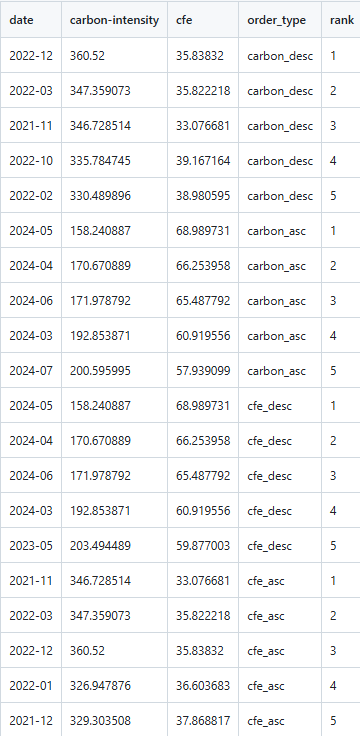 date carbon-intensity cfe order_type rank
2022-12 360.52 35.83832 carbon_desc 1
2022-03 347.359073 35.822218 carbon_desc 2
2021-11 346.728514 33.076681 carbon_desc 3
2022-10 335.784745 39.167164 carbon_desc 4
2022-02 330.489896 38.980595 carbon_desc 5
2024-05 158.240887 68.989731 carbon_asc 1
2024-04 170.670889 66.253958 carbon_asc 2
2024-06 171.978792 65.487792 carbon_asc 3
2024-03 192.853871 60.919556 carbon_asc 4
2024-07 200.595995 57.939099 carbon_asc 5
2024-05 158.240887 68.989731 cfe_desc 1
2024-04 170.670889 66.253958 cfe_desc 2
2024-06 171.978792 65.487792 cfe_desc 3
2024-03 192.853871 60.919556 cfe_desc 4
2023-05 203.494489 59.877003 cfe_desc 5
2021-11 346.728514 33.076681 cfe_asc 1
2022-03 347.359073 35.822218 cfe_asc 2
2022-12 360.52 35.83832 cfe_asc 3
2022-01 326.947876 36.603683 cfe_asc 4
2021-12 329.303508 37.868817 cfe_asc 5